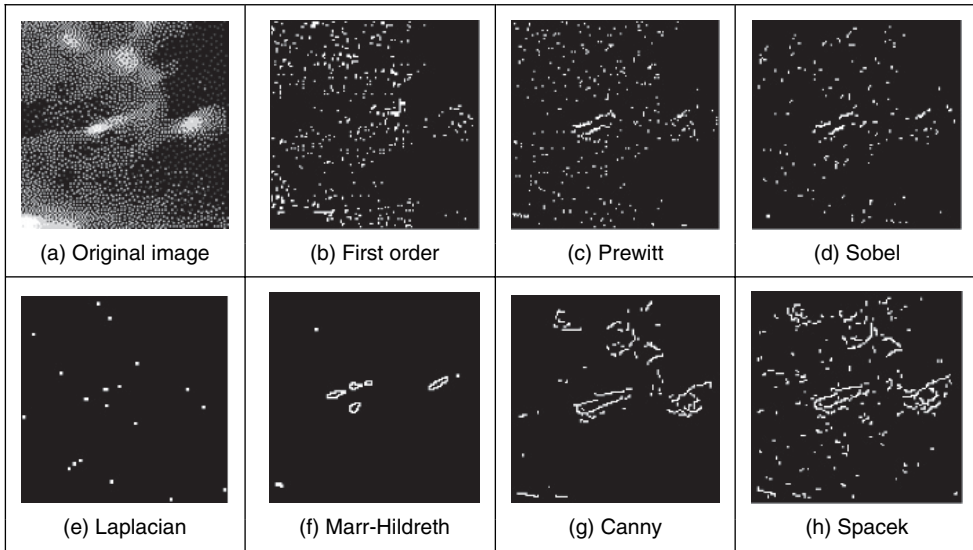 (a) Original image
(b) First order
(c) Prewitt
(d) Sobel
(e) Laplacian
(f) Marr-Hildreth
(g) Canny
(h) Spacek